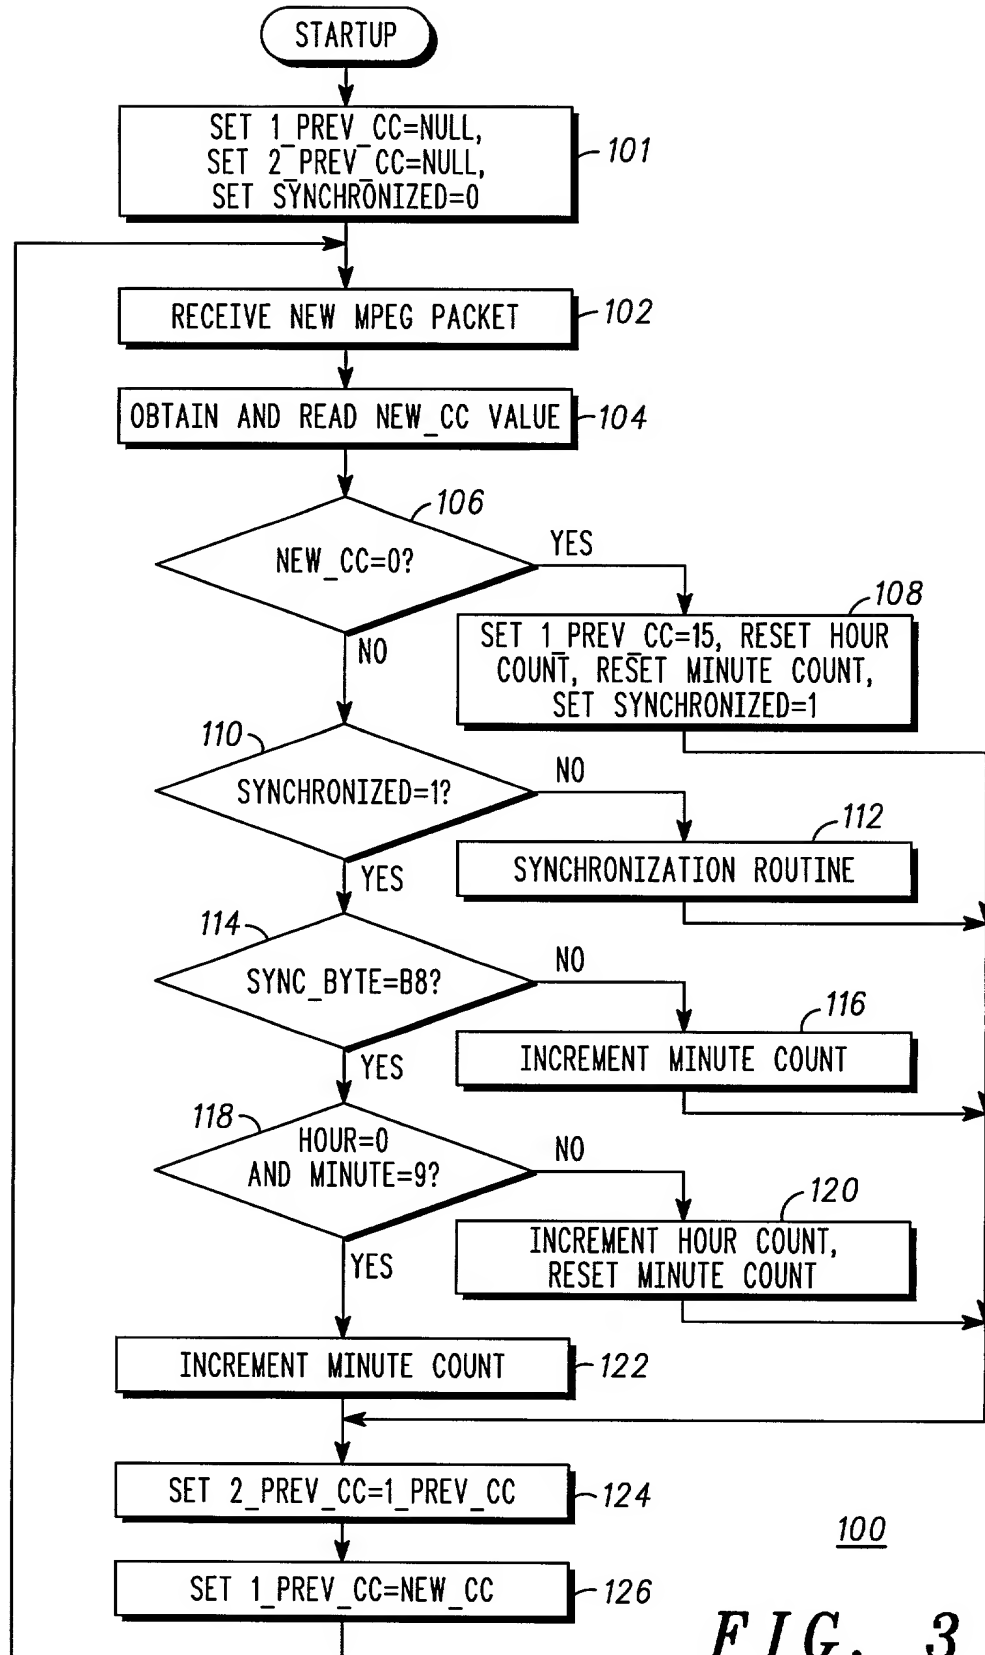 STARTUP
SET 1_PREV_CC=NULL,
SET 2_PREV_CC=NULL,
SET SYNCHRONIZED=0
101
RECEIVE NEW MPEG PACKET
102
OBTAIN AND READ NEW_CC VALUE
104
106
NEW_CC=0?
YES
NO
108
SET 1_PREV_CC=15, RESET HOUR
COUNT, RESET MINUTE COUNT,
SET SYNCHRONIZED=1
110
SYNCHRONIZED=1?
NO
YES
112
SYNCHRONIZATION ROUTINE
114
SYNC_BYTE=B8?
NO
YES
116
INCREMENT MINUTE COUNT
118
HOUR=0
AND MINUTE=9?
NO
YES
120
INCREMENT HOUR COUNT,
RESET MINUTE COUNT
INCREMENT MINUTE COUNT
122
SET 2_PREV_CC=1_PREV_CC
124
100
SET 1_PREV_CC=NEW_CC
126
FIG. 3